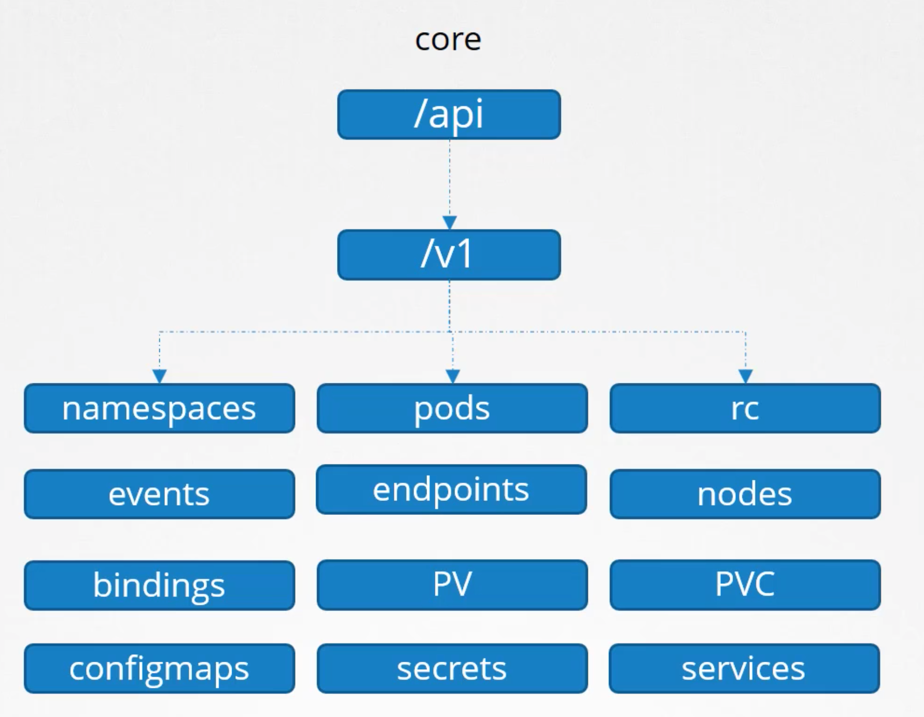 core
/api
/v1
namespaces
pods
rc
events
endpoints
nodes
bindings
PV
PVC
configmaps
secrets
services